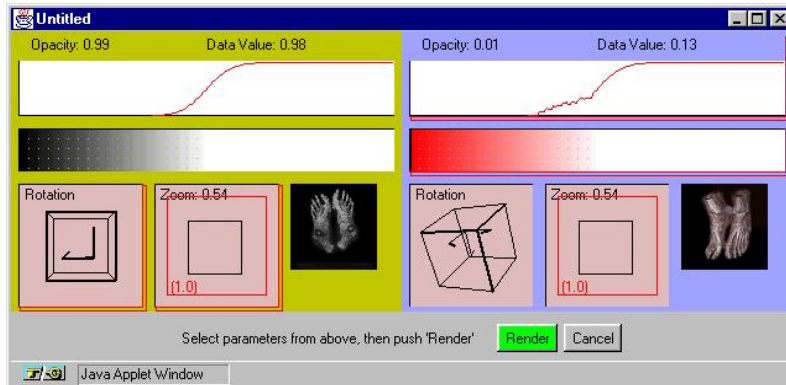 Untitled
Opacity: 0.99 Data Value: 0.98 Opacity: 0.01 Data Value: 0.13
Rotation Zoom: 0.54 Rotation Zoom: 0.54
(1.0) (1.0)
Select parameters from above, then push 'Render' Render Cancel
Java Applet Window